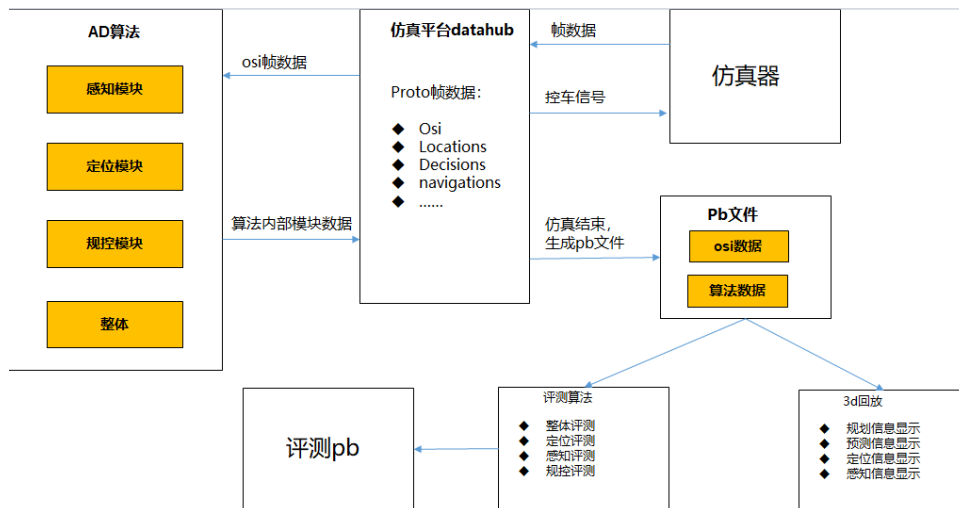 AD算法
感知模块
定位模块
规控模块
整体
osi帧数据
算法内部模块数据
仿真平台datahub
Proto帧数据：
◆ Osi
◆ Locations
◆ Decisions
◆ navigations
◆ ......
帧数据
控车信号
仿真器
仿真结束，
生成pb文件
Pb文件
osi数据
算法数据
评测pb
评测算法
◆ 整体评测
◆ 定位评测
◆ 感知评测
◆ 规控评测
3d回放
◆ 规划信息显示
◆ 预测信息显示
◆ 定位信息显示
◆ 感知信息显示